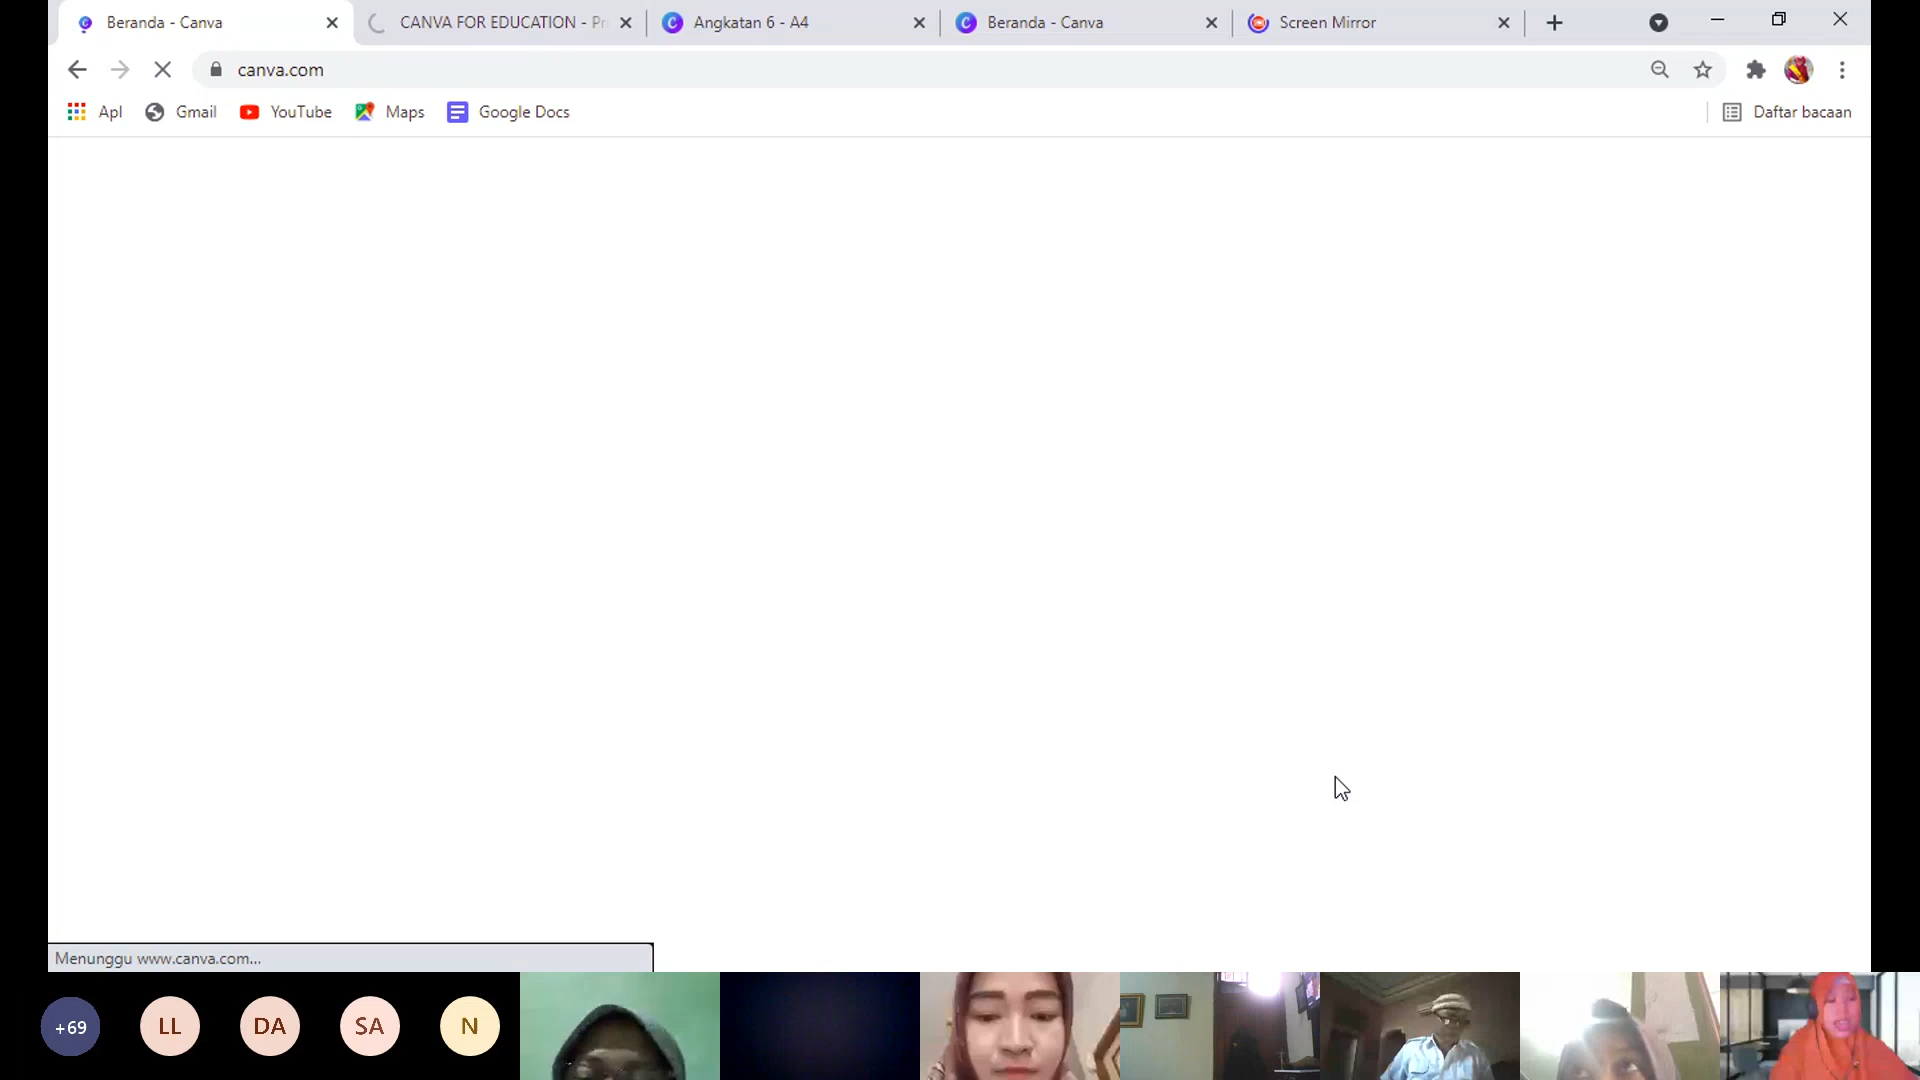 Beranda - Canva
CANVA FOR EDUCATION - Pr
Angkatan 6 - A4
Beranda - Canva
Screen Mirror
canva.com
Apl
Gmail
YouTube
Maps
Google Docs
Daftar bacaan
Menunggu www.canva.com...
+69
LL
DA
SA
N